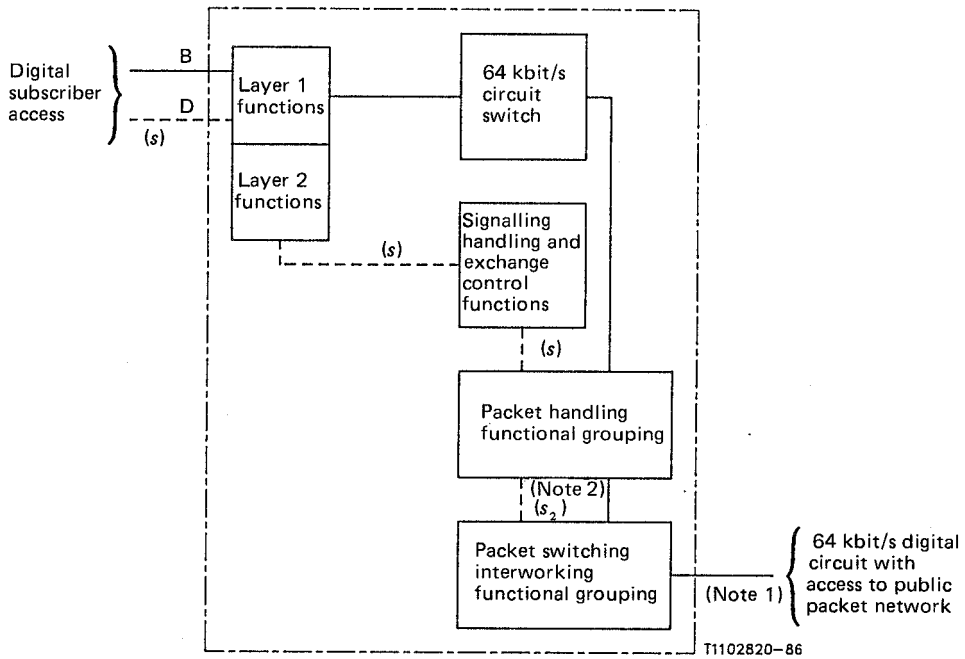 Digital
subscriber
access
B
D
(s)
Layer 1
functions
Layer 2
functions
64 kbit/s
circuit
switch
(s)
Signalling
handling and
exchange
control
functions
(s)
Packet handling
functional grouping
(Note 2)
(s₂)
Packet switching
interworking
functional grouping
(Note 1)
64 kbit/s digital
circuit with
access to public
packet network
T1102820-86